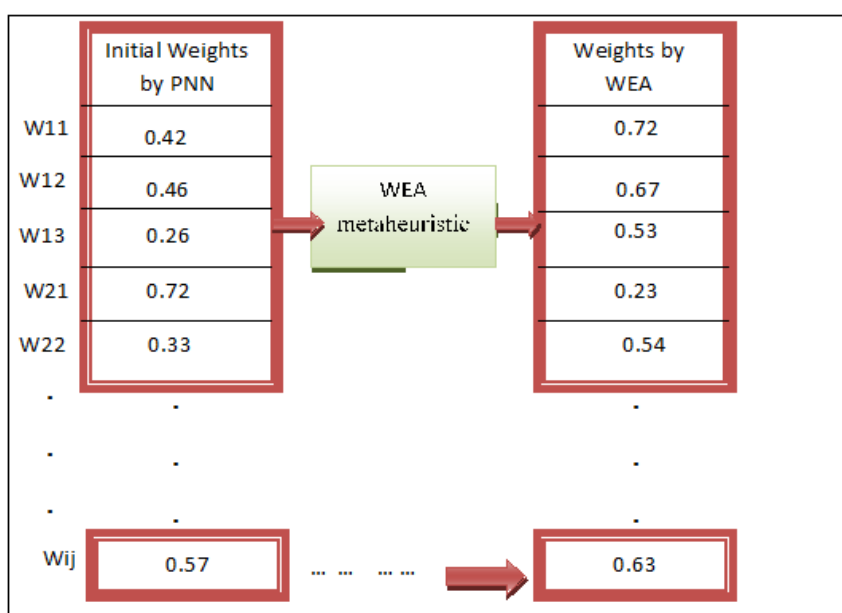 Initial Weights
by PNN
Weights by
WEA
W11
0.42
0.72
W12
0.46
WEA
metaheuristic
0.67
W13
0.26
0.53
W21
0.72
0.23
W22
0.33
0.54
Wij
0.57
... ... ... ...
0.63